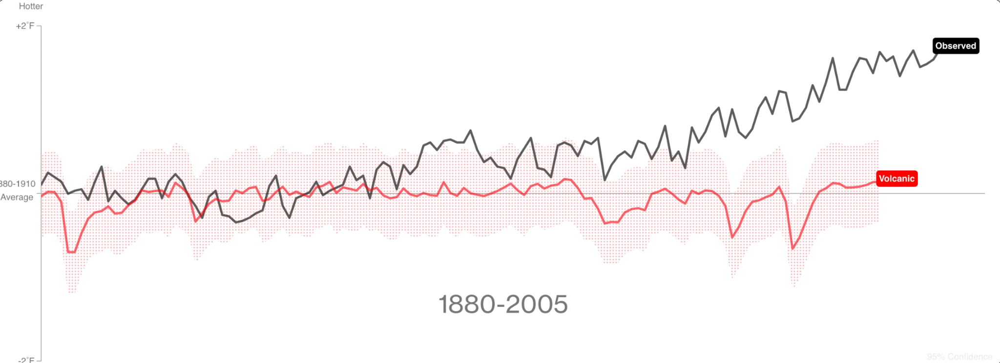 Hotter
+2°F
Observed
Volcanic
880-1910
Average
1880-2005
95% Confidence
-2°F